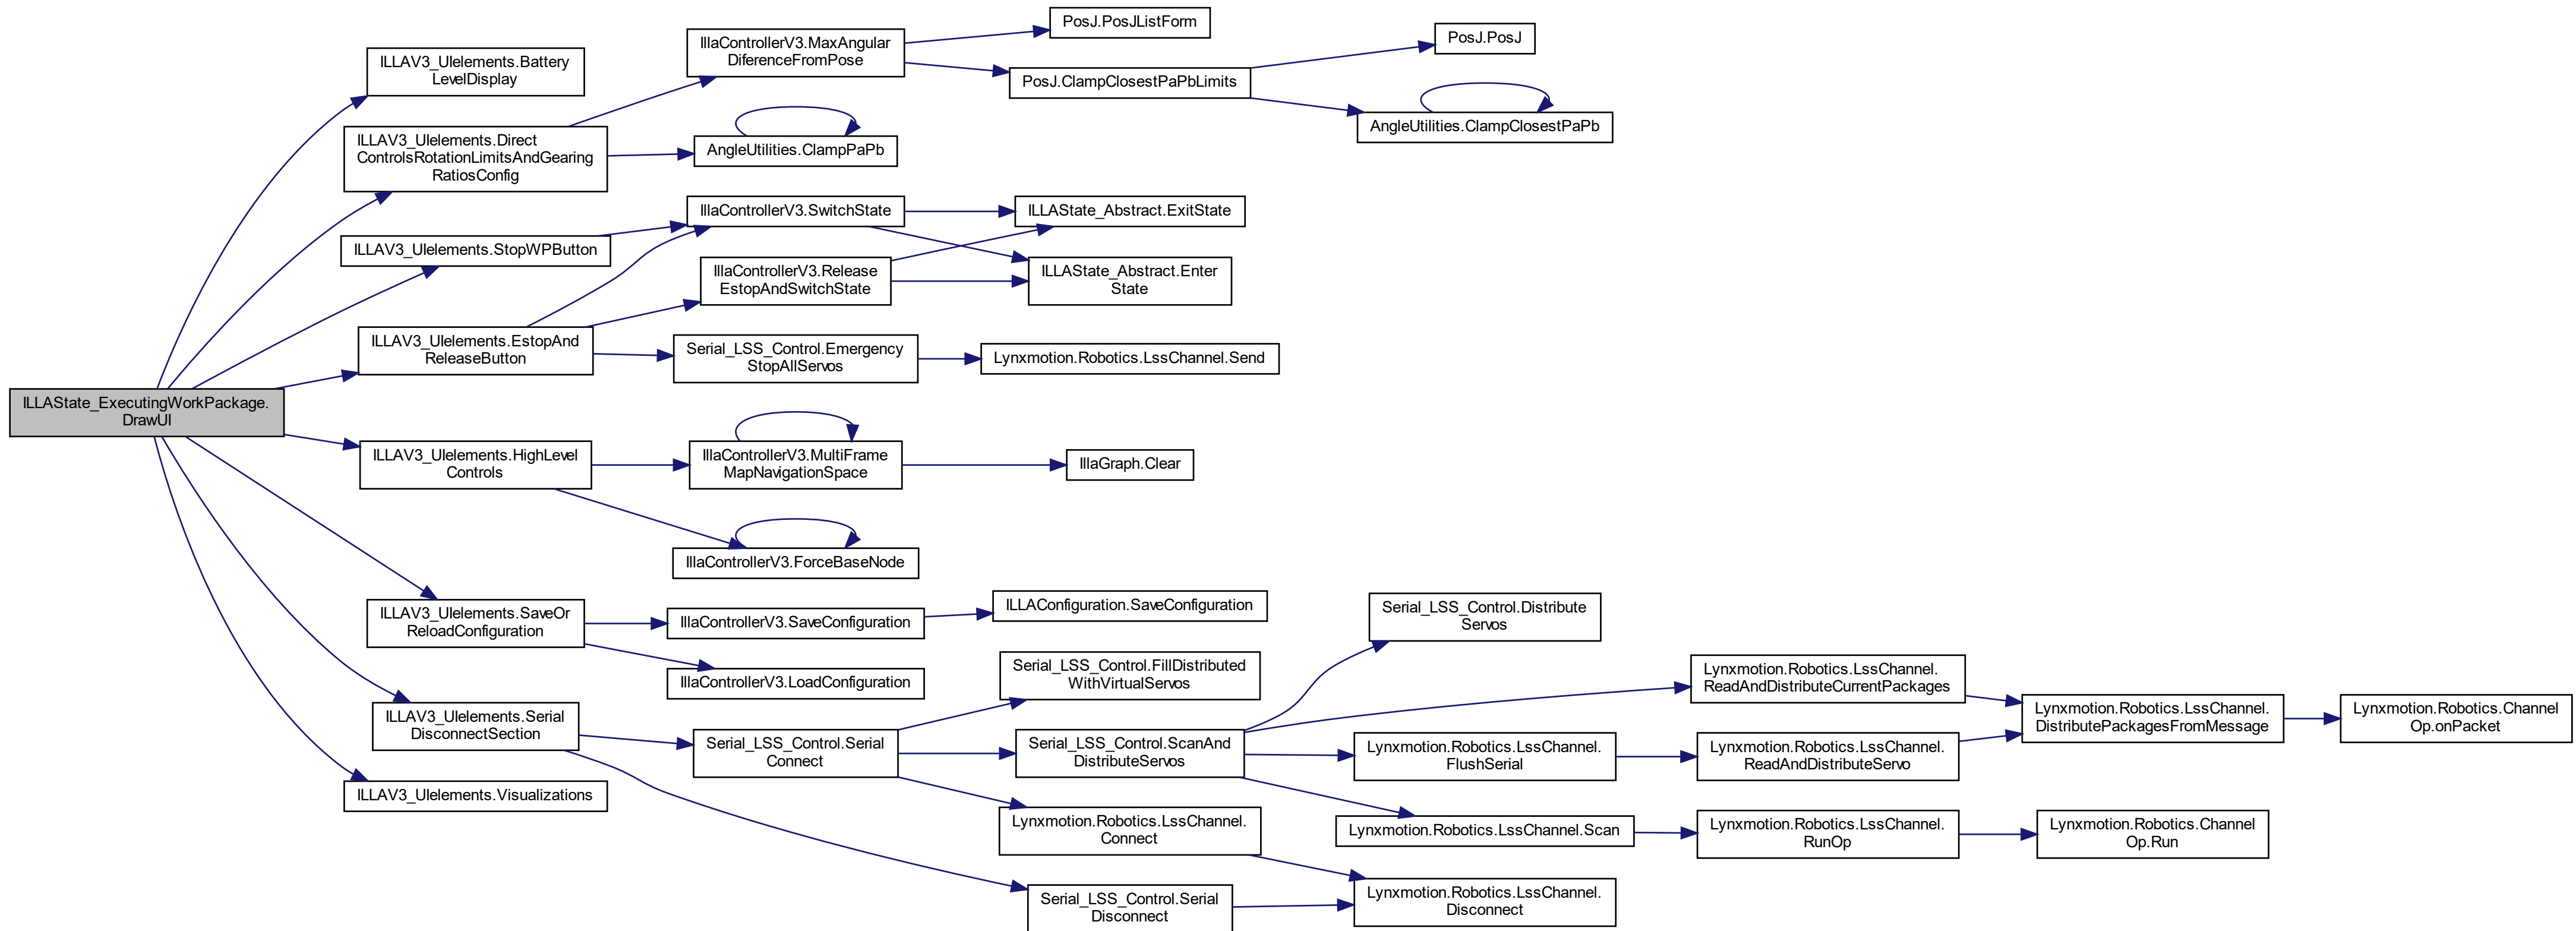 ILLAState_ExecutingWorkPackage.
DrawUI
ILLAV3_UIelements.Battery
LevelDisplay
ILLAV3_UIelements.Direct
ControlsRotationLimitsAndGearing
RatiosConfig
IllaControllerV3.MaxAngular
DiferenceFromPose
PosJ.PosJListForm
PosJ.ClampClosestPaPbLimits
PosJ.PosJ
AngleUtilities.ClampClosestPaPb
AngleUtilities.ClampPaPb
ILLAV3_UIelements.StopWPButton
IllaControllerV3.SwitchState
ILLAState_Abstract.ExitState
ILLAState_Abstract.Enter
State
ILLAV3_UIelements.EstopAnd
ReleaseButton
IllaControllerV3.Release
EstopAndSwitchState
Serial_LSS_Control.Emergency
StopAllServos
Lynxmotion.Robotics.LssChannel.Send
ILLAV3_UIelements.HighLevel
Controls
IllaControllerV3.MultiFrame
MapNavigationSpace
IllaGraph.Clear
IllaControllerV3.ForceBaseNode
ILLAV3_UIelements.SaveOr
ReloadConfiguration
IllaControllerV3.SaveConfiguration
ILLAConfiguration.SaveConfiguration
IllaControllerV3.LoadConfiguration
ILLAV3_UIelements.Serial
DisconnectSection
Serial_LSS_Control.Serial
Connect
Serial_LSS_Control.FillDistributed
WithVirtualServos
Serial_LSS_Control.ScanAnd
DistributeServos
Serial_LSS_Control.Distribute
Servos
Lynxmotion.Robotics.LssChannel.
ReadAndDistributeCurrentPackages
Lynxmotion.Robotics.LssChannel.
FlushSerial
Lynxmotion.Robotics.LssChannel.
ReadAndDistributeServo
Lynxmotion.Robotics.LssChannel.
DistributePackagesFromMessage
Lynxmotion.Robotics.Channel
Op.onPacket
Lynxmotion.Robotics.LssChannel.Scan
Lynxmotion.Robotics.LssChannel.
RunOp
Lynxmotion.Robotics.Channel
Op.Run
Lynxmotion.Robotics.LssChannel.
Connect
Serial_LSS_Control.Serial
Disconnect
Lynxmotion.Robotics.LssChannel.
Disconnect
ILLAV3_UIelements.Visualizations